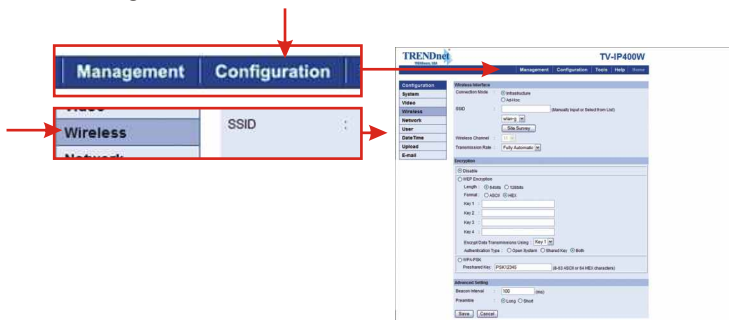 Management Configuration
Wireless
SSID :
TRENDnet
TV-IP400W
Management Configuration Tools Help Home
Configuration
System
Video
Wireless
Network
User
Date/Time
Upload
E-mail
Wireless Interface
Connection Mode : Infrastructure
Ad-Hoc
SSID : (Manually Input or Select from List)
wlan-g
Site Survey
Wireless Channel :
Transmission Rate : Fully Automatic
Encryption
Disable
WEP Encryption
Length : 64bits 128bits
Format : ASCII HEX
Key 1 :
Key 2 :
Key 3 :
Key 4 :
Encrypt Data Transmissions Using : Key 1
Authentication Type : Open System Shared Key Both
WPA-PSK
Preshared Key : PSK12345 (8-63 ASCII or 64 HEX characters)
Advanced Setting
Beacon Interval : 100 (ms)
Preamble : Long Short
Save Cancel